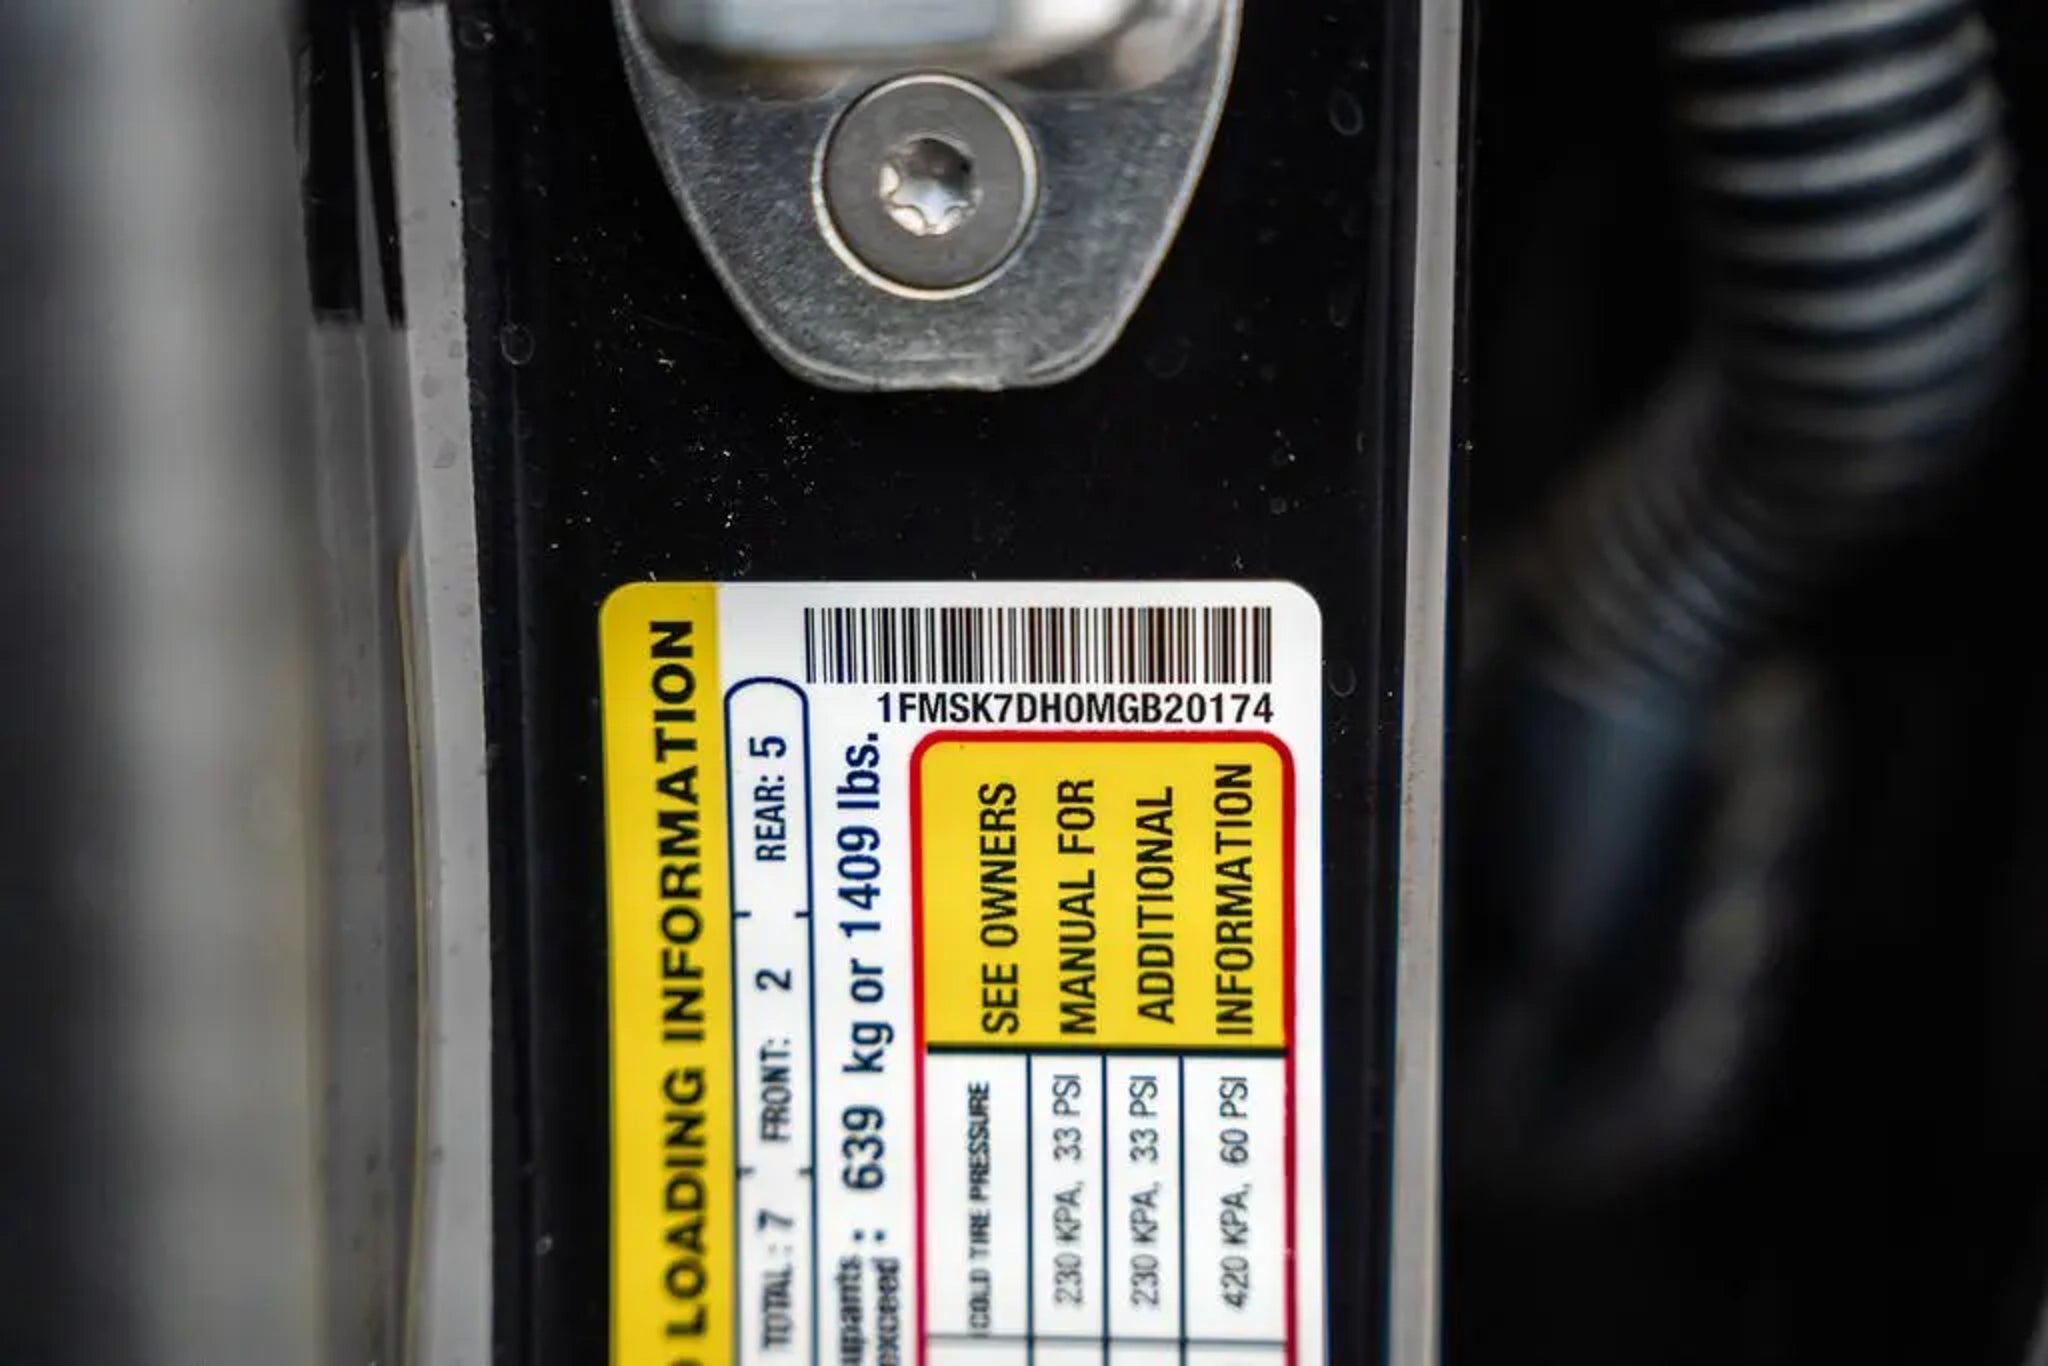 1FMSK7DH0MGB20174
LOADING INFORMATION
TOTAL: 7 FRONT: 2 REAR: 5
exceed: 639 kg or 1409 lbs.
COLD TIRE PRESSURE
230 KPA, 33 PSI
230 KPA, 33 PSI
420 KPA, 60 PSI
SEE OWNERS
MANUAL FOR
ADDITIONAL
INFORMATION